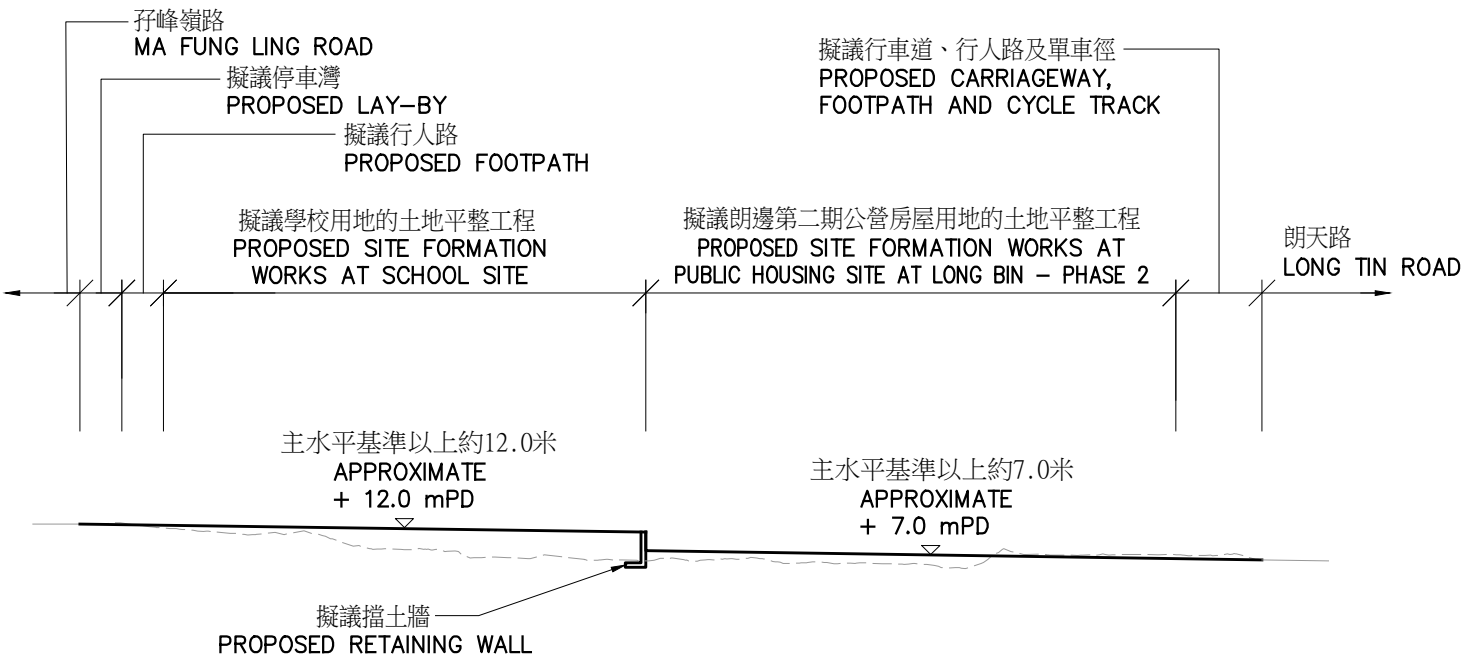 孖峰嶺路
MA FUNG LING ROAD
擬議停車灣
PROPOSED LAY-BY
擬議行人路
PROPOSED FOOTPATH
擬議行車道、行人路及單車徑
PROPOSED CARRIAGEWAY,
FOOTPATH AND CYCLE TRACK
擬議學校用地的土地平整工程
PROPOSED SITE FORMATION
WORKS AT SCHOOL SITE
擬議朗邊第二期公營房屋用地的土地平整工程
PROPOSED SITE FORMATION WORKS AT
PUBLIC HOUSING SITE AT LONG BIN - PHASE 2
朗天路
LONG TIN ROAD
主水平基準以上約12.0米
APPROXIMATE
+ 12.0 mPD
主水平基準以上約7.0米
APPROXIMATE
+ 7.0 mPD
擬議擋土牆
PROPOSED RETAINING WALL